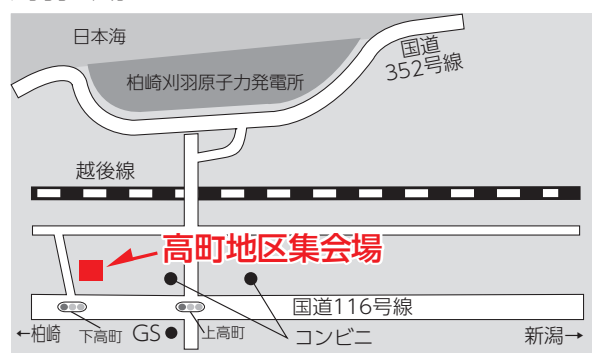 日本海
国道
352号線
柏崎刈羽原子力発電所
越後線
高町地区集会場
国道116号線
←柏崎
下高町
GS
上高町
コンビニ
新潟→